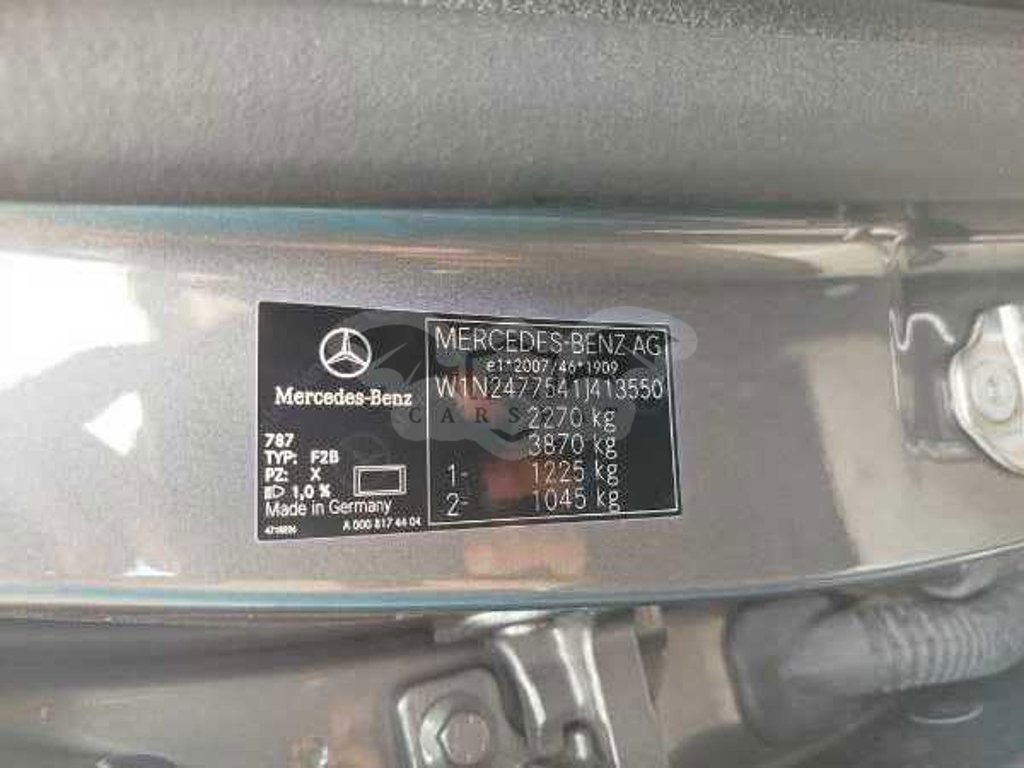 Mercedes-Benz
787
TYP: F2B
PZ: X
1,0 %
Made in Germany
A 000 817 44 04
MERCEDES-BENZ AG
e1*2007/46*1909
W1N2477541J413550
2270 kg
3870 kg
1- 1225 kg
2- 1045 kg
CARS